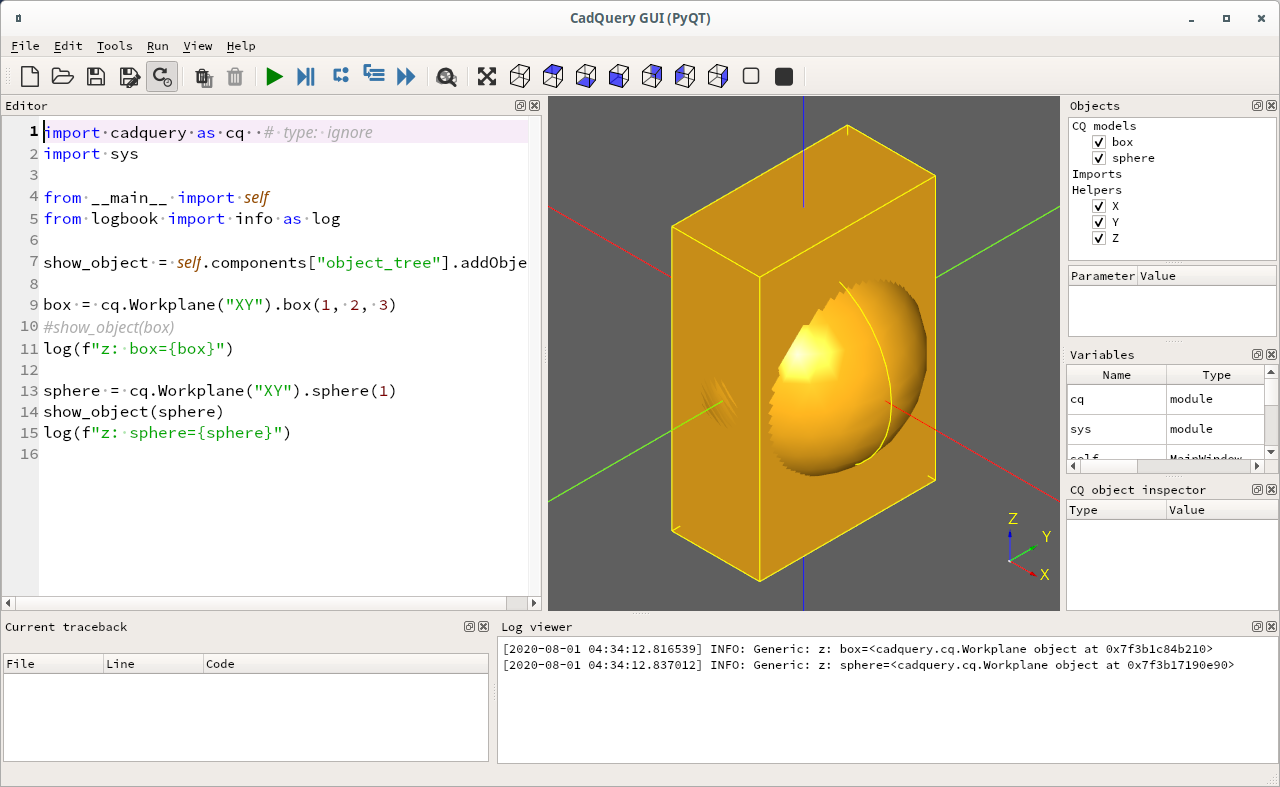 CadQuery GUI (PyQT)
File Edit Tools Run View Help
Editor
1 import cadquery as cq  # type: ignore
2 import sys
3
4 from __main__ import self
5 from logbook import info as log
6
7 show_object = self.components["object_tree"].addObje
8
9 box = cq.Workplane("XY").box(1, 2, 3)
10 #show_object(box)
11 log(f"z: box={box}")
12
13 sphere = cq.Workplane("XY").sphere(1)
14 show_object(sphere)
15 log(f"z: sphere={sphere}")
16
Z
Y
X
Objects
CQ models
box
sphere
Imports
Helpers
X
Y
Z
Parameter Value
Variables
Name Type
cq module
sys module
self MainWindow
CQ object inspector
Type Value
Current traceback
File Line Code
Log viewer
[2020-08-01 04:34:12.816539] INFO: Generic: z: box=<cadquery.cq.Workplane object at 0x7f3b1c84b210>
[2020-08-01 04:34:12.837012] INFO: Generic: z: sphere=<cadquery.cq.Workplane object at 0x7f3b17190e90>